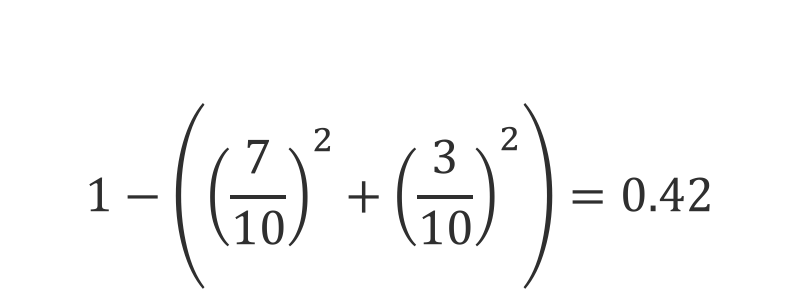 1 − ((7/10)² + (3/10)²) = 0.42